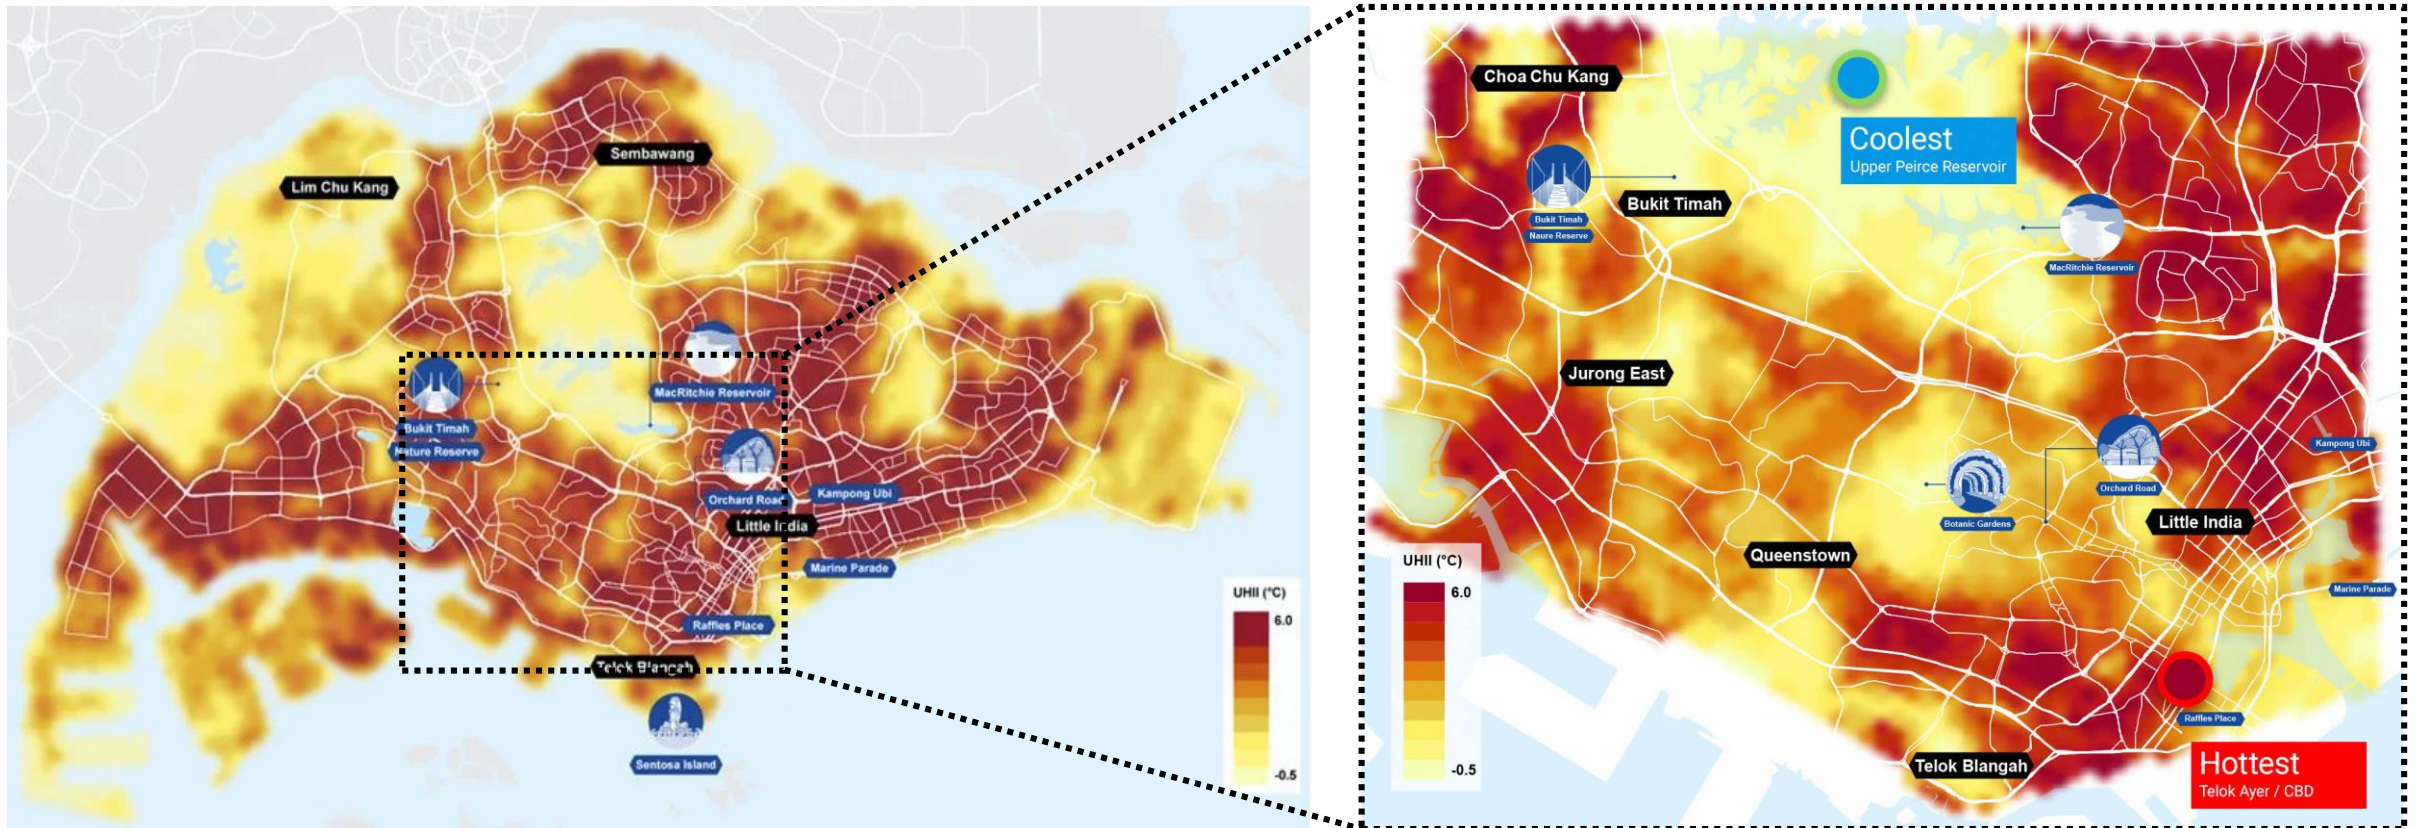 Sembawang
Lim Chu Kang
MacRitchie Reservoir
Bukit Timah
Nature Reserve
Orchard Road
Kampong Ubi
Little India
Marine Parade
Raffles Place
Telok Blangah
Sentosa Island
UHII (°C)
6.0
-0.5
Choa Chu Kang
Coolest
Upper Peirce Reservoir
Bukit Timah
Bukit Timah
Naure Reserve
MacRitchie Reservoir
Jurong East
Kampong Ubi
Orchard Road
Botanic Gardens
Little India
Queenstown
Marine Parade
UHII (°C)
6.0
-0.5
Raffles Place
Telok Blangah
Hottest
Telok Ayer / CBD